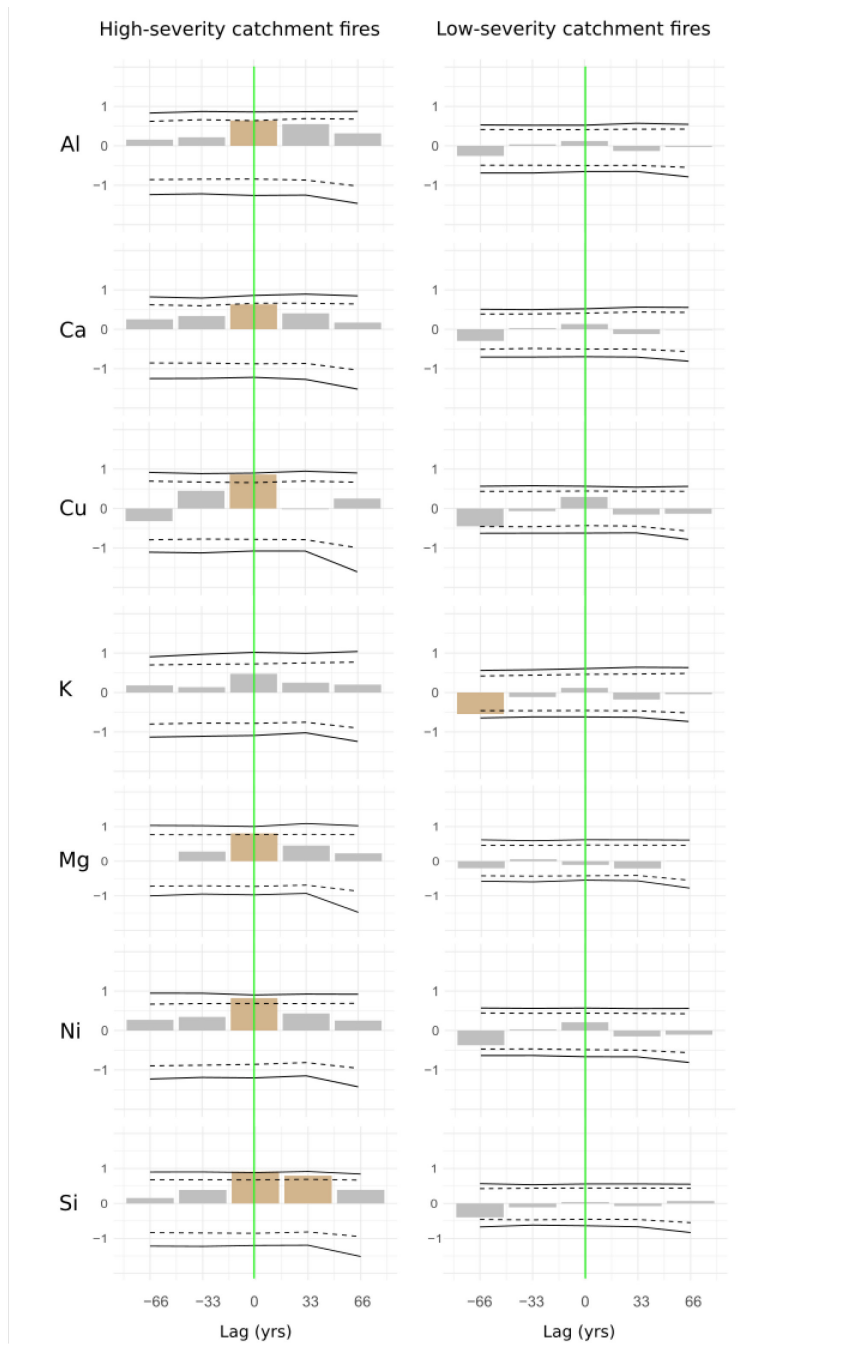 High-severity catchment fires Low-severity catchment fires
1 1
Al 0 0
−1 −1
1 1
Ca 0 0
−1 −1
1 1
Cu 0 0
−1 −1
1 1
K 0 0
−1 −1
1 1
Mg 0 0
−1 −1
1 1
Ni 0 0
−1 −1
1 1
Si 0 0
−1 −1
−66 −33 0 33 66 −66 −33 0 33 66
Lag (yrs) Lag (yrs)